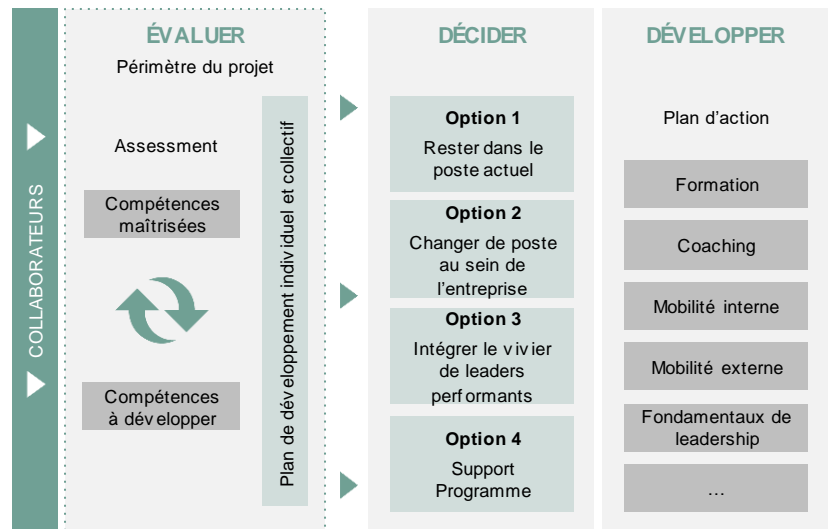 COLLABORATEURS
ÉVALUER
Périmètre du projet
Assessment
Compétences
maîtrisées
Compétences
à développer
Plan de développement individuel et collectif
DÉCIDER
Option 1
Rester dans le
poste actuel
Option 2
Changer de poste
au sein de
l’entreprise
Option 3
Intégrer le vivier
de leaders
performants
Option 4
Support
Programme
DÉVELOPPER
Plan d’action
Formation
Coaching
Mobilité interne
Mobilité externe
Fondamentaux de
leadership
…